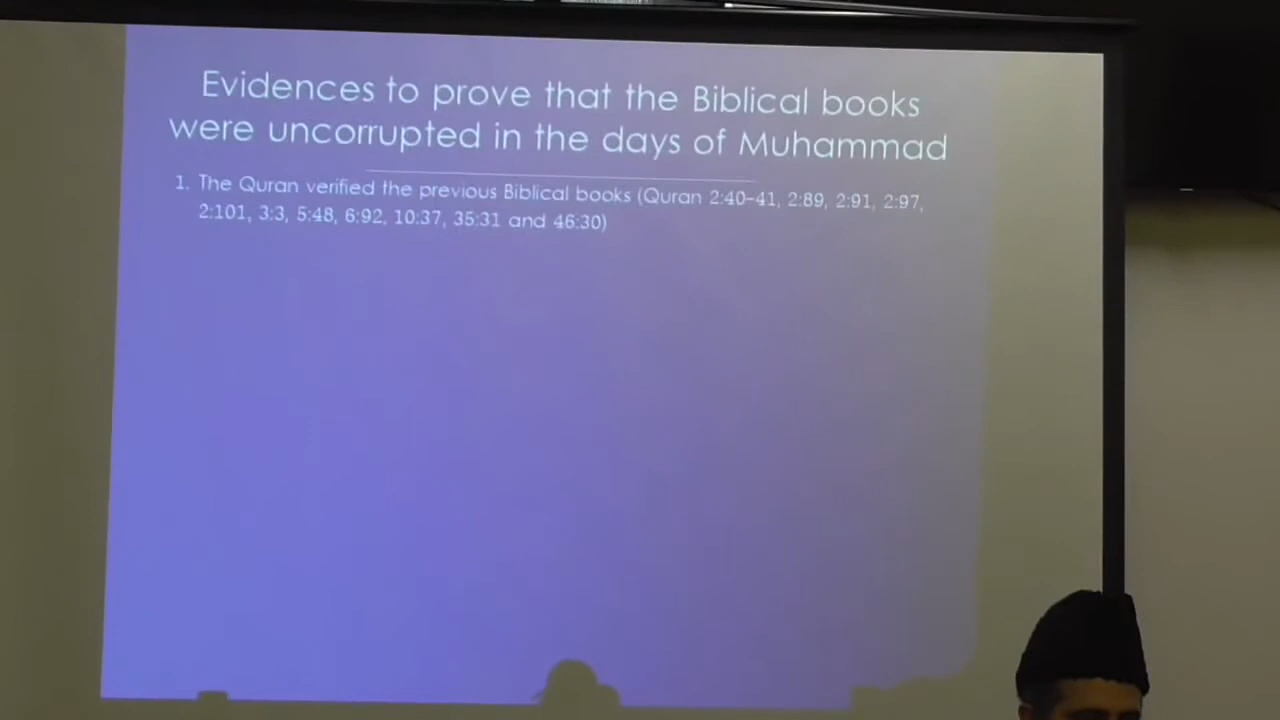 Evidences to prove that the Biblical books
were uncorrupted in the days of Muhammad
1. The Quran verified the previous Biblical books (Quran 2:40-41, 2:89, 2:91, 2:97,
2:101, 3:3, 5:48, 6:92, 10:37, 35:31 and 46:30)